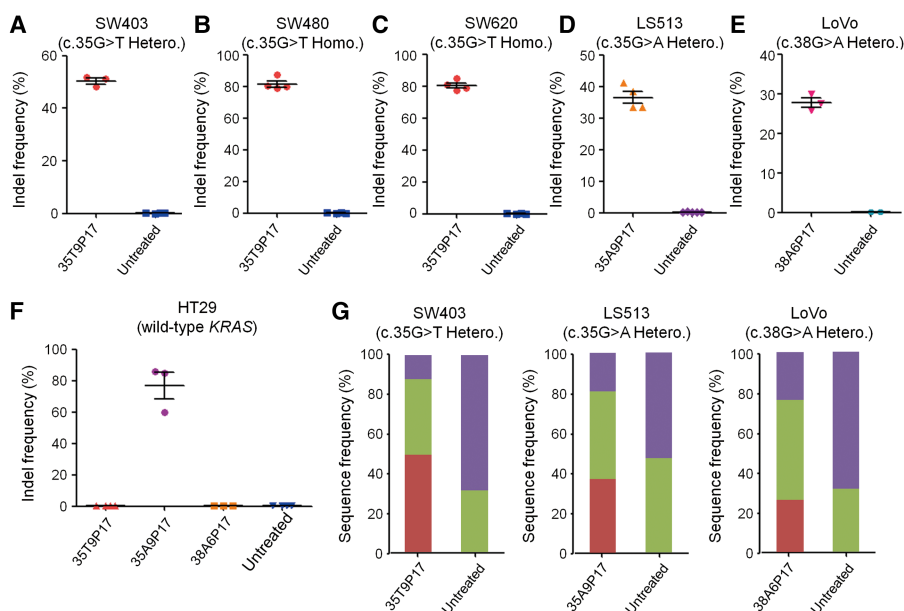 A
SW403
(c.35G>T Hetero.)
Indel frequency (%)
60
40
20
0
35T9P17
Untreated
B
SW480
(c.35G>T Homo.)
Indel frequency (%)
100
80
60
40
20
0
35T9P17
Untreated
C
SW620
(c.35G>T Homo.)
Indel frequency (%)
100
80
60
40
20
0
35T9P17
Untreated
D
LS513
(c.35G>A Hetero.)
Indel frequency (%)
50
40
30
20
10
0
35A9P17
Untreated
E
LoVo
(c.38G>A Hetero.)
Indel frequency (%)
40
30
20
10
0
38A6P17
Untreated
F
HT29
(wild-type KRAS)
Indel frequency (%)
100
80
60
40
20
0
35T9P17
35A9P17
38A6P17
Untreated
G
SW403
(c.35G>T Hetero.)
Sequence frequency (%)
100
80
60
40
20
0
35T9P17
Untreated
LS513
(c.35G>A Hetero.)
Sequence frequency (%)
100
80
60
40
20
0
35A9P17
Untreated
LoVo
(c.38G>A Hetero.)
Sequence frequency (%)
100
80
60
40
20
0
38A6P17
Untreated